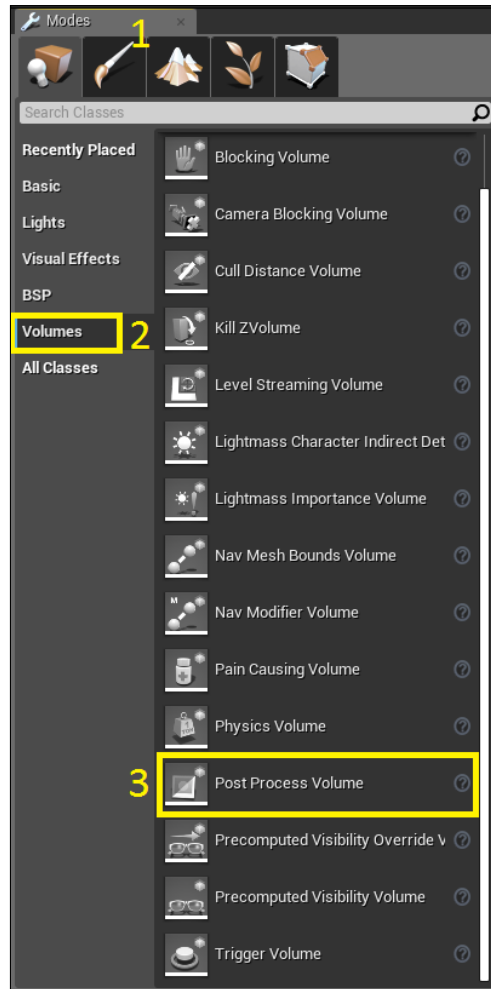 Modes
1
Search Classes
Recently Placed
Basic
Lights
Visual Effects
BSP
Volumes 2
All Classes
Blocking Volume
Camera Blocking Volume
Cull Distance Volume
Kill ZVolume
Level Streaming Volume
Lightmass Character Indirect Det
Lightmass Importance Volume
Nav Mesh Bounds Volume
M
Nav Modifier Volume
Pain Causing Volume
Physics Volume
3 Post Process Volume
Precomputed Visibility Override V
Precomputed Visibility Volume
Trigger Volume